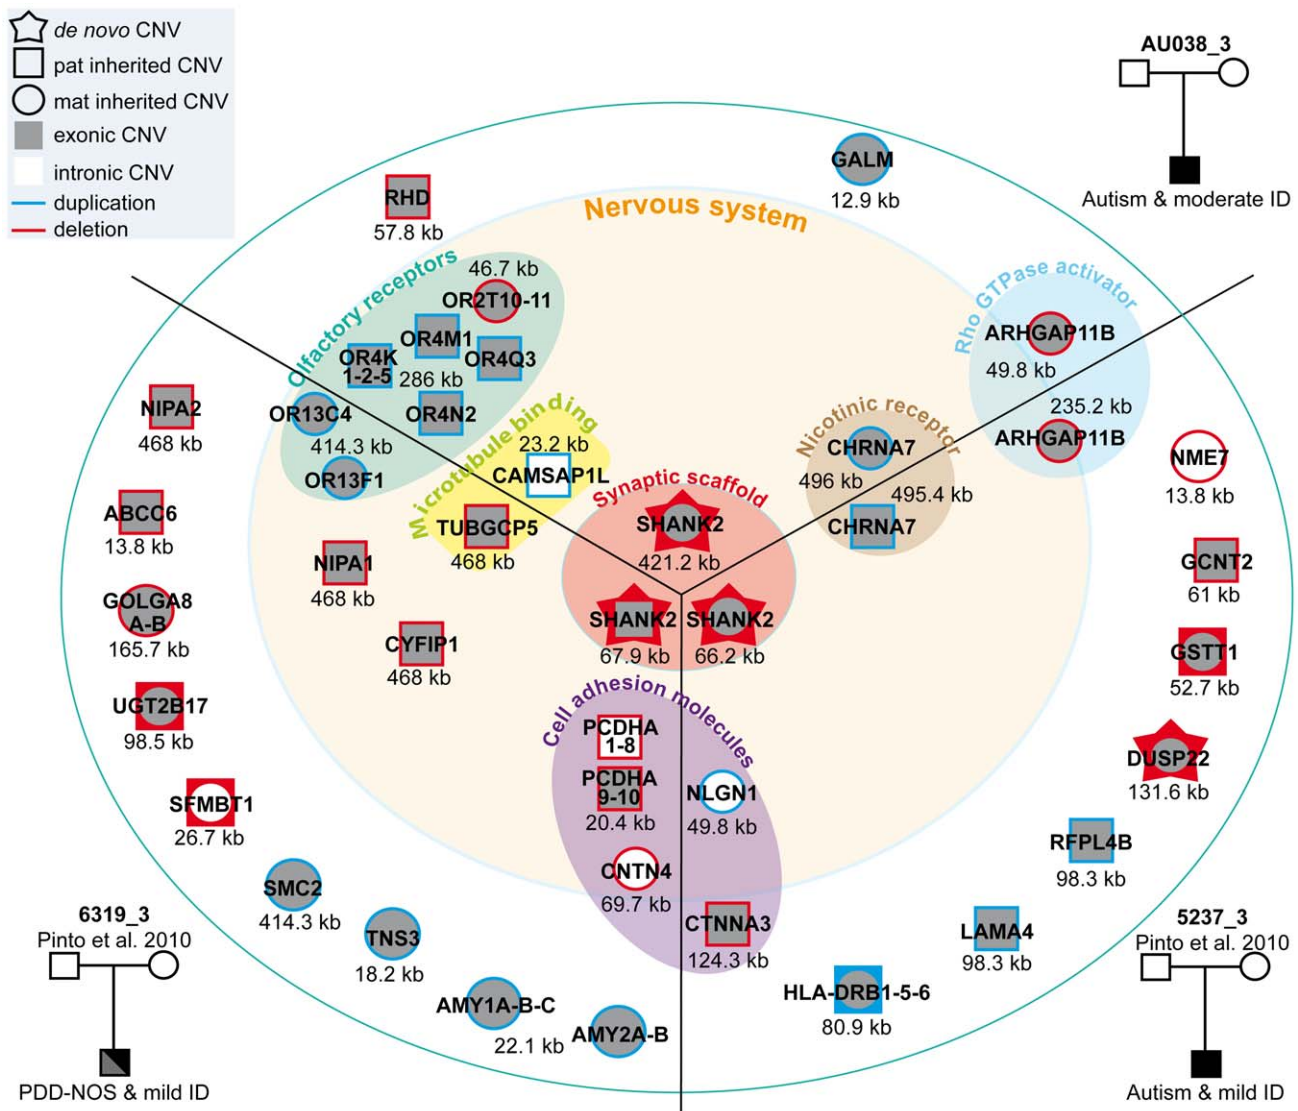 de novo CNV
pat inherited CNV
mat inherited CNV
exonic CNV
intronic CNV
duplication
deletion
AU038_3
Autism & moderate ID
GALM
12.9 kb
RHD
57.8 kb
Nervous system
Olfactory receptors
46.7 kb
OR2T10-11
OR4M1
OR4K
1-2-5
OR4Q3
286 kb
OR4N2
OR13C4
414.3 kb
OR13F1
Rho GTPase activator
ARHGAP11B
49.8 kb
235.2 kb
ARHGAP11B
Nicotinic receptor
CHRNA7
496 kb
495.4 kb
CHRNA7
Microtubule binding
23.2 kb
CAMSAP1L
TUBGCP5
468 kb
Synaptic scaffold
SHANK2
421.2 kb
SHANK2
67.9 kb
SHANK2
66.2 kb
NIPA2
468 kb
ABCC6
13.8 kb
NIPA1
468 kb
GOLGA8
A-B
165.7 kb
CYFIP1
468 kb
UGT2B17
98.5 kb
SFMBT1
26.7 kb
SMC2
414.3 kb
TNS3
18.2 kb
AMY1A-B-C
22.1 kb
AMY2A-B
Cell adhesion molecules
PCDHA
1-8
PCDHA
9-10
20.4 kb
NLGN1
49.8 kb
CNTN4
69.7 kb
CTNNA3
124.3 kb
NME7
13.8 kb
GCNT2
61 kb
GSTT1
52.7 kb
DUSP22
131.6 kb
RFPL4B
98.3 kb
LAMA4
98.3 kb
HLA-DRB1-5-6
80.9 kb
6319_3
Pinto et al. 2010
PDD-NOS & mild ID
5237_3
Pinto et al. 2010
Autism & mild ID